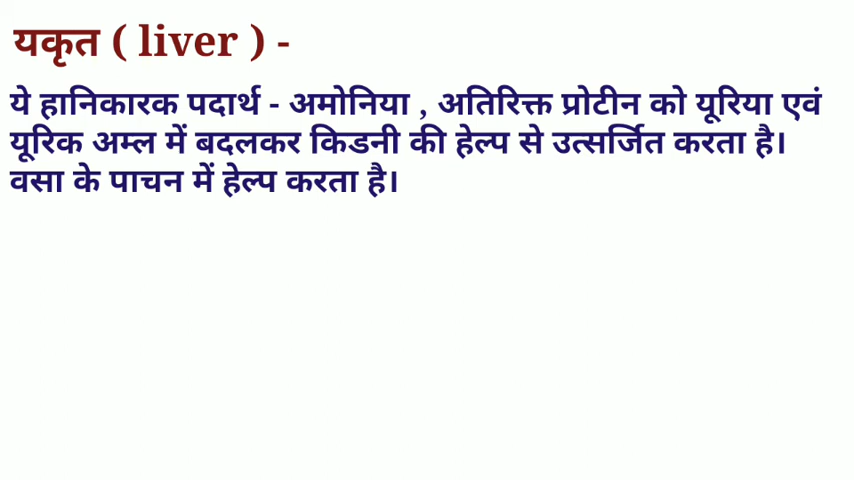 यकृत ( liver ) -
ये हानिकारक पदार्थ - अमोनिया , अतिरिक्त प्रोटीन को यूरिया एवं
यूरिक अम्ल में बदलकर किडनी की हेल्प से उत्सर्जित करता है।
वसा के पाचन में हेल्प करता है।